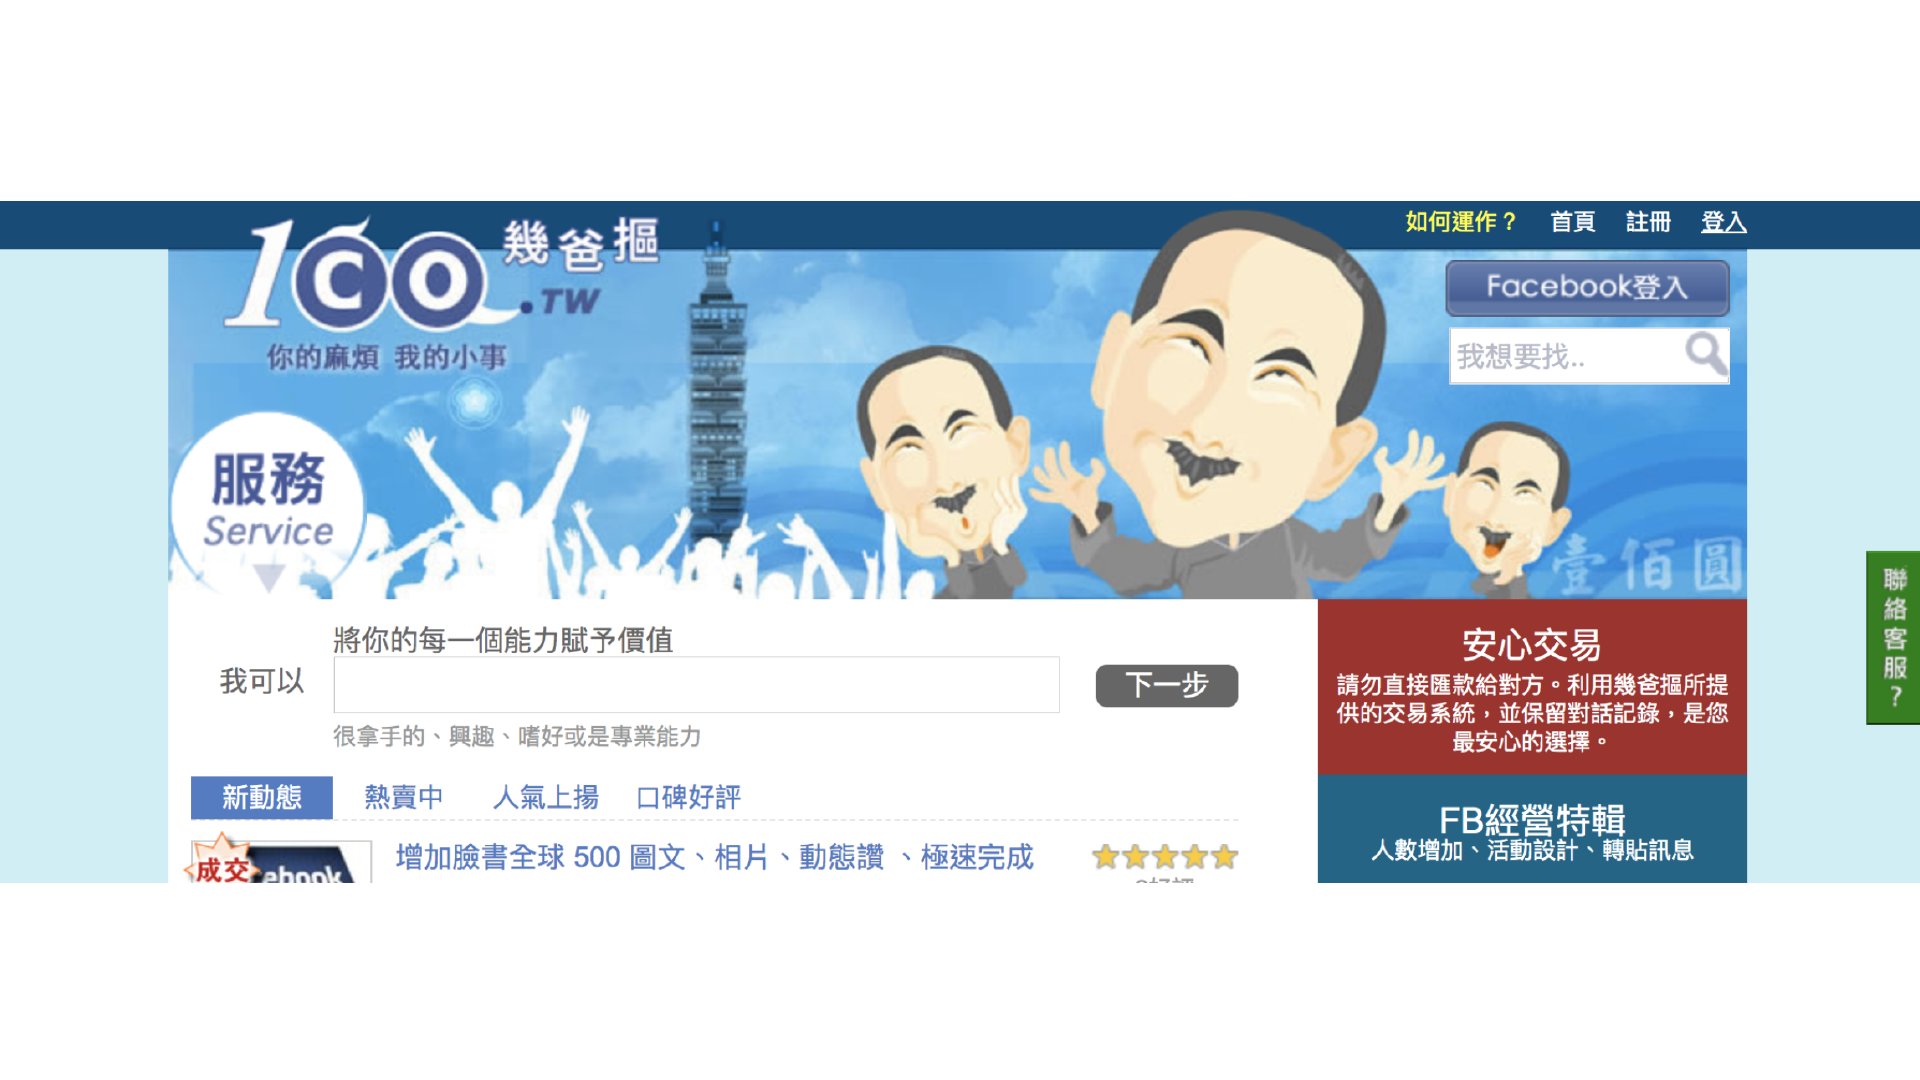 如何運作？ 首頁 註冊 登入
100.TW 幾爸摳
co
你的麻煩 我的小事
Facebook登入
我想要找..
服務
Service
壹佰圓
聯絡客服？
將你的每一個能力賦予價值
我可以
下一步
很拿手的、興趣、嗜好或是專業能力
安心交易
請勿直接匯款給對方。利用幾爸摳所提
供的交易系統，並保留對話記錄，是您
最安心的選擇。
新動態 熱賣中 人氣上揚 口碑好評
FB經營特輯
人數增加、活動設計、轉貼訊息
成交
ebook
增加臉書全球 500 圖文、相片、動態讚 、極速完成